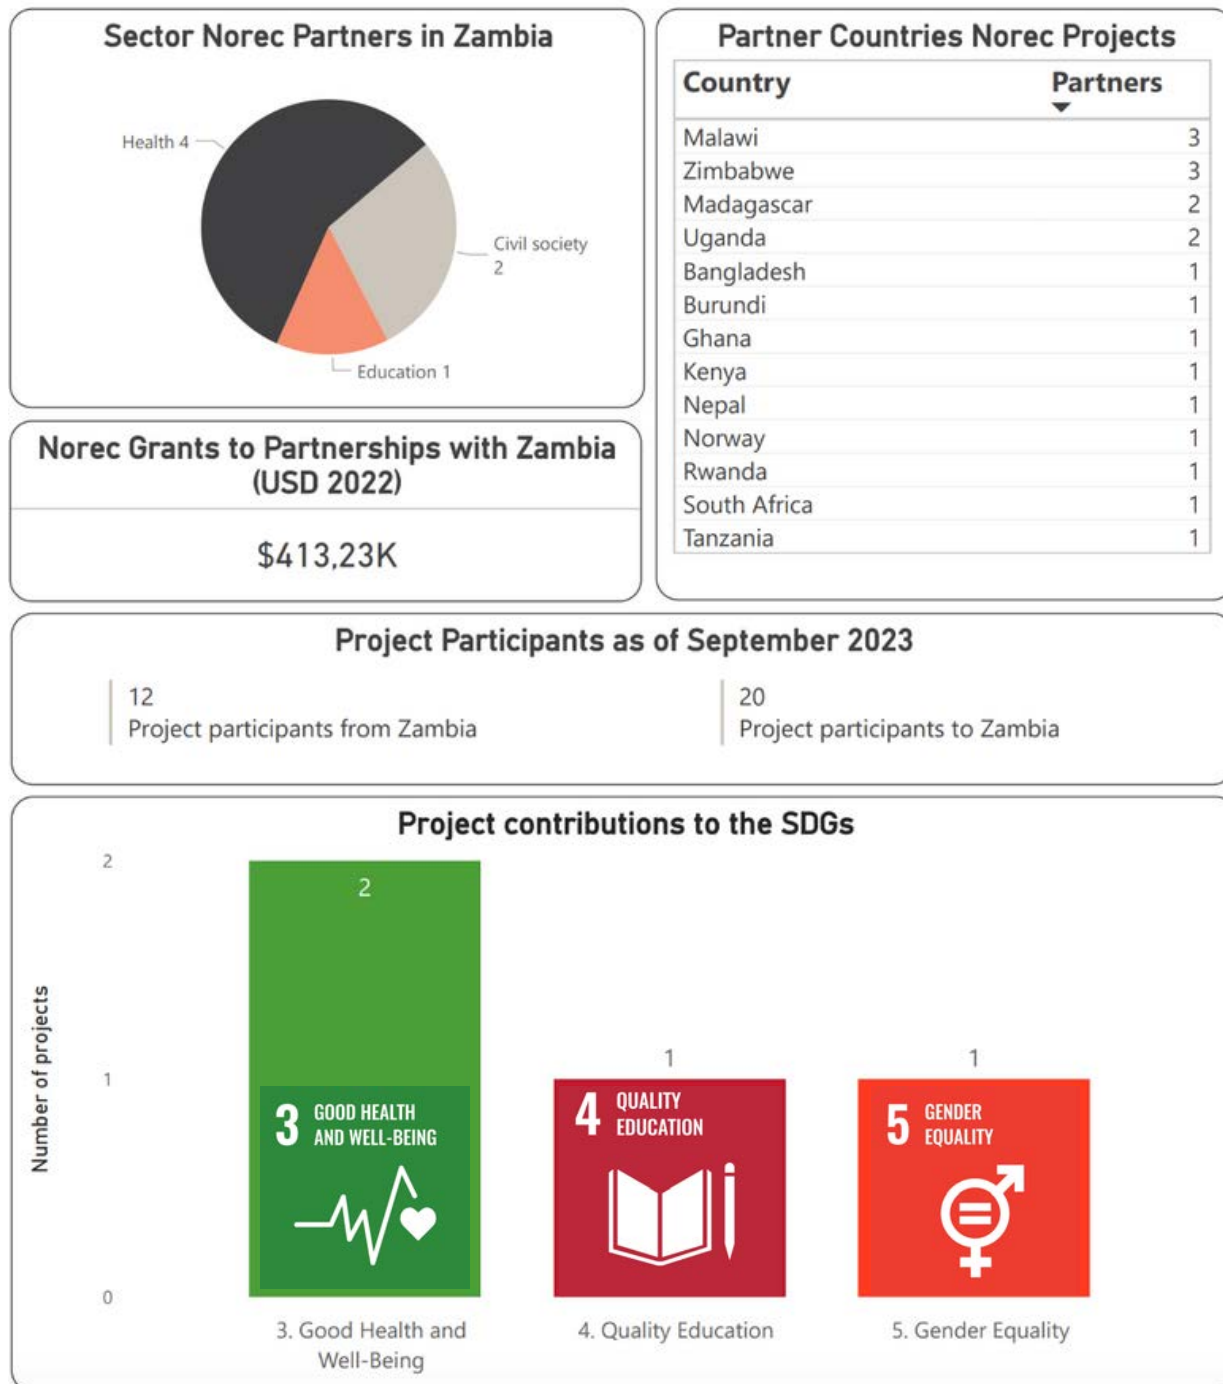 Sector Norec Partners in Zambia
Health 4
Civil society
2
Education 1
Norec Grants to Partnerships with Zambia
(USD 2022)
$413,23K
Partner Countries Norec Projects
Country Partners
Malawi 3
Zimbabwe 3
Madagascar 2
Uganda 2
Bangladesh 1
Burundi 1
Ghana 1
Kenya 1
Nepal 1
Norway 1
Rwanda 1
South Africa 1
Tanzania 1
Project Participants as of September 2023
12
Project participants from Zambia
20
Project participants to Zambia
Project contributions to the SDGs
Number of projects
2
1
0
2
3 GOOD HEALTH
AND WELL-BEING
3. Good Health and
Well-Being
1
4 QUALITY
EDUCATION
4. Quality Education
1
5 GENDER
EQUALITY
5. Gender Equality